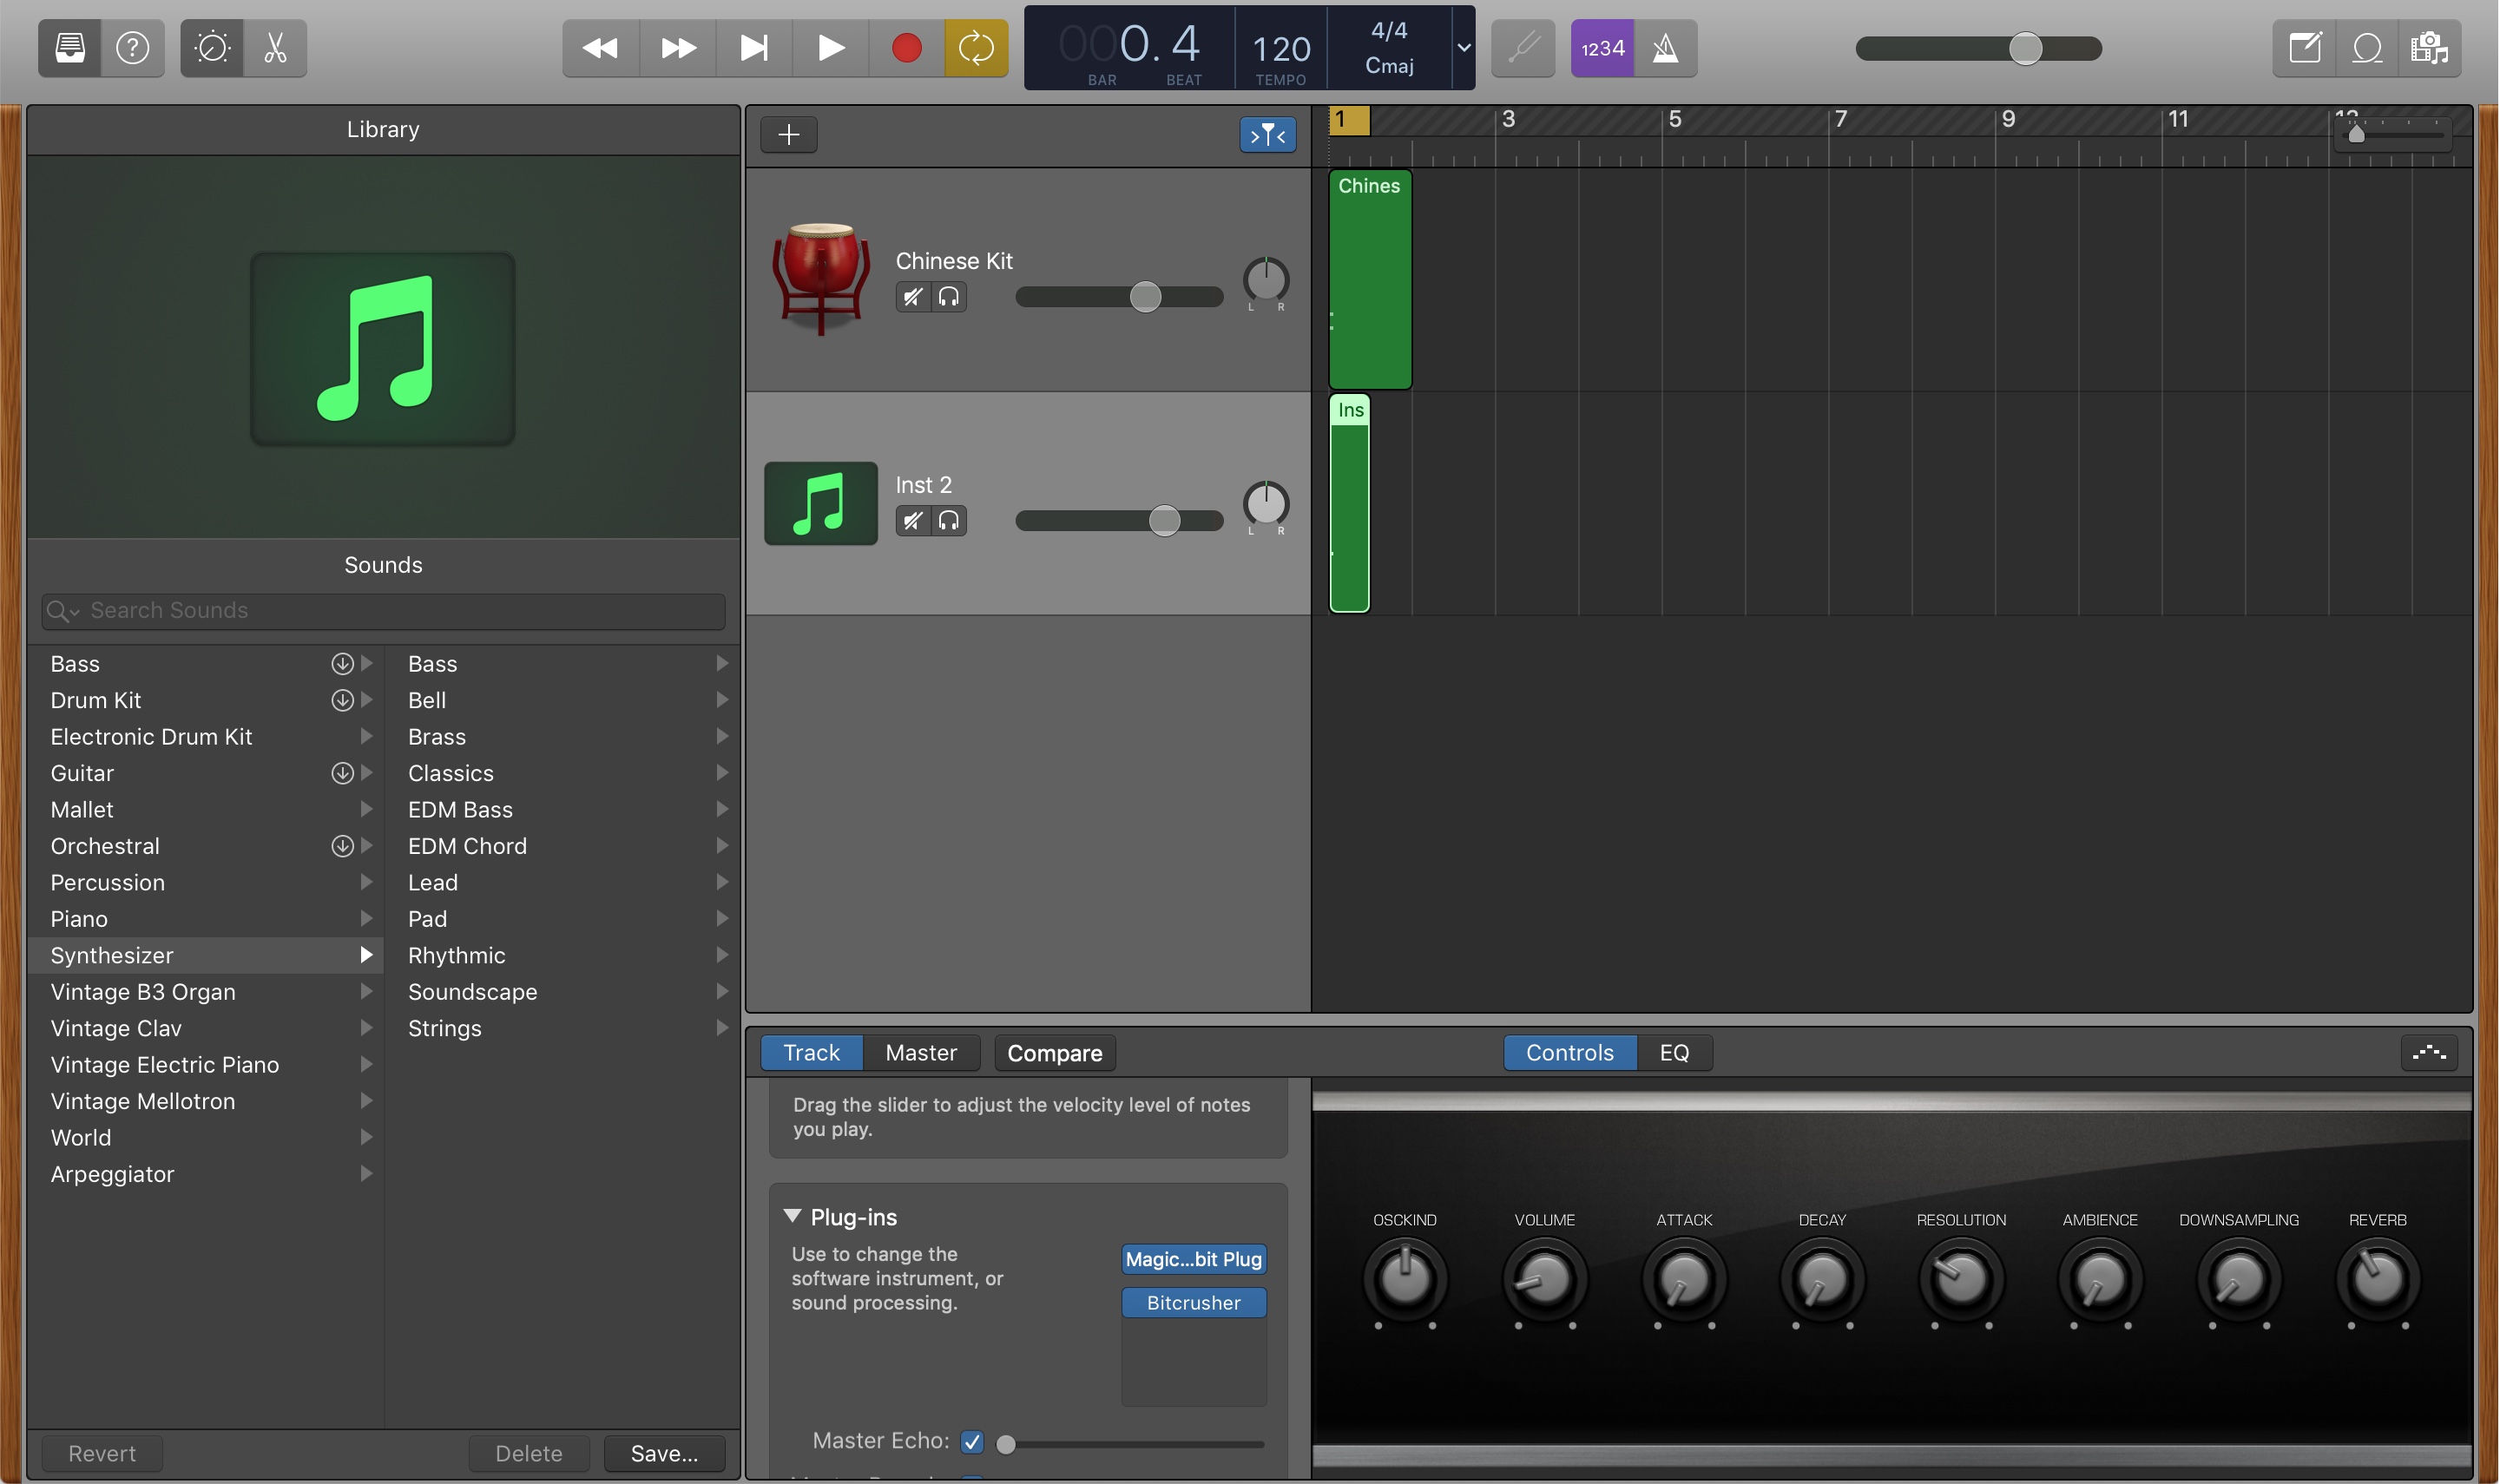 000.4
BAR
BEAT
120
TEMPO
4/4
Cmaj
1234
Library
Sounds
Search Sounds
Bass
Drum Kit
Electronic Drum Kit
Guitar
Mallet
Orchestral
Percussion
Piano
Synthesizer
Vintage B3 Organ
Vintage Clav
Vintage Electric Piano
Vintage Mellotron
World
Arpeggiator
Bass
Bell
Brass
Classics
EDM Bass
EDM Chord
Lead
Pad
Rhythmic
Soundscape
Strings
Revert
Delete
Save...
1
3
5
7
9
11
Chinese Kit
L R
Chines
Inst 2
L R
Ins
Track
Master
Compare
Controls
EQ
Drag the slider to adjust the velocity level of notes
you play.
Plug-ins
Use to change the
software instrument, or
sound processing.
Magic...bit Plug
Bitcrusher
Master Echo:
OSCKIND
VOLUME
ATTACK
DECAY
RESOLUTION
AMBIENCE
DOWNSAMPLING
REVERB